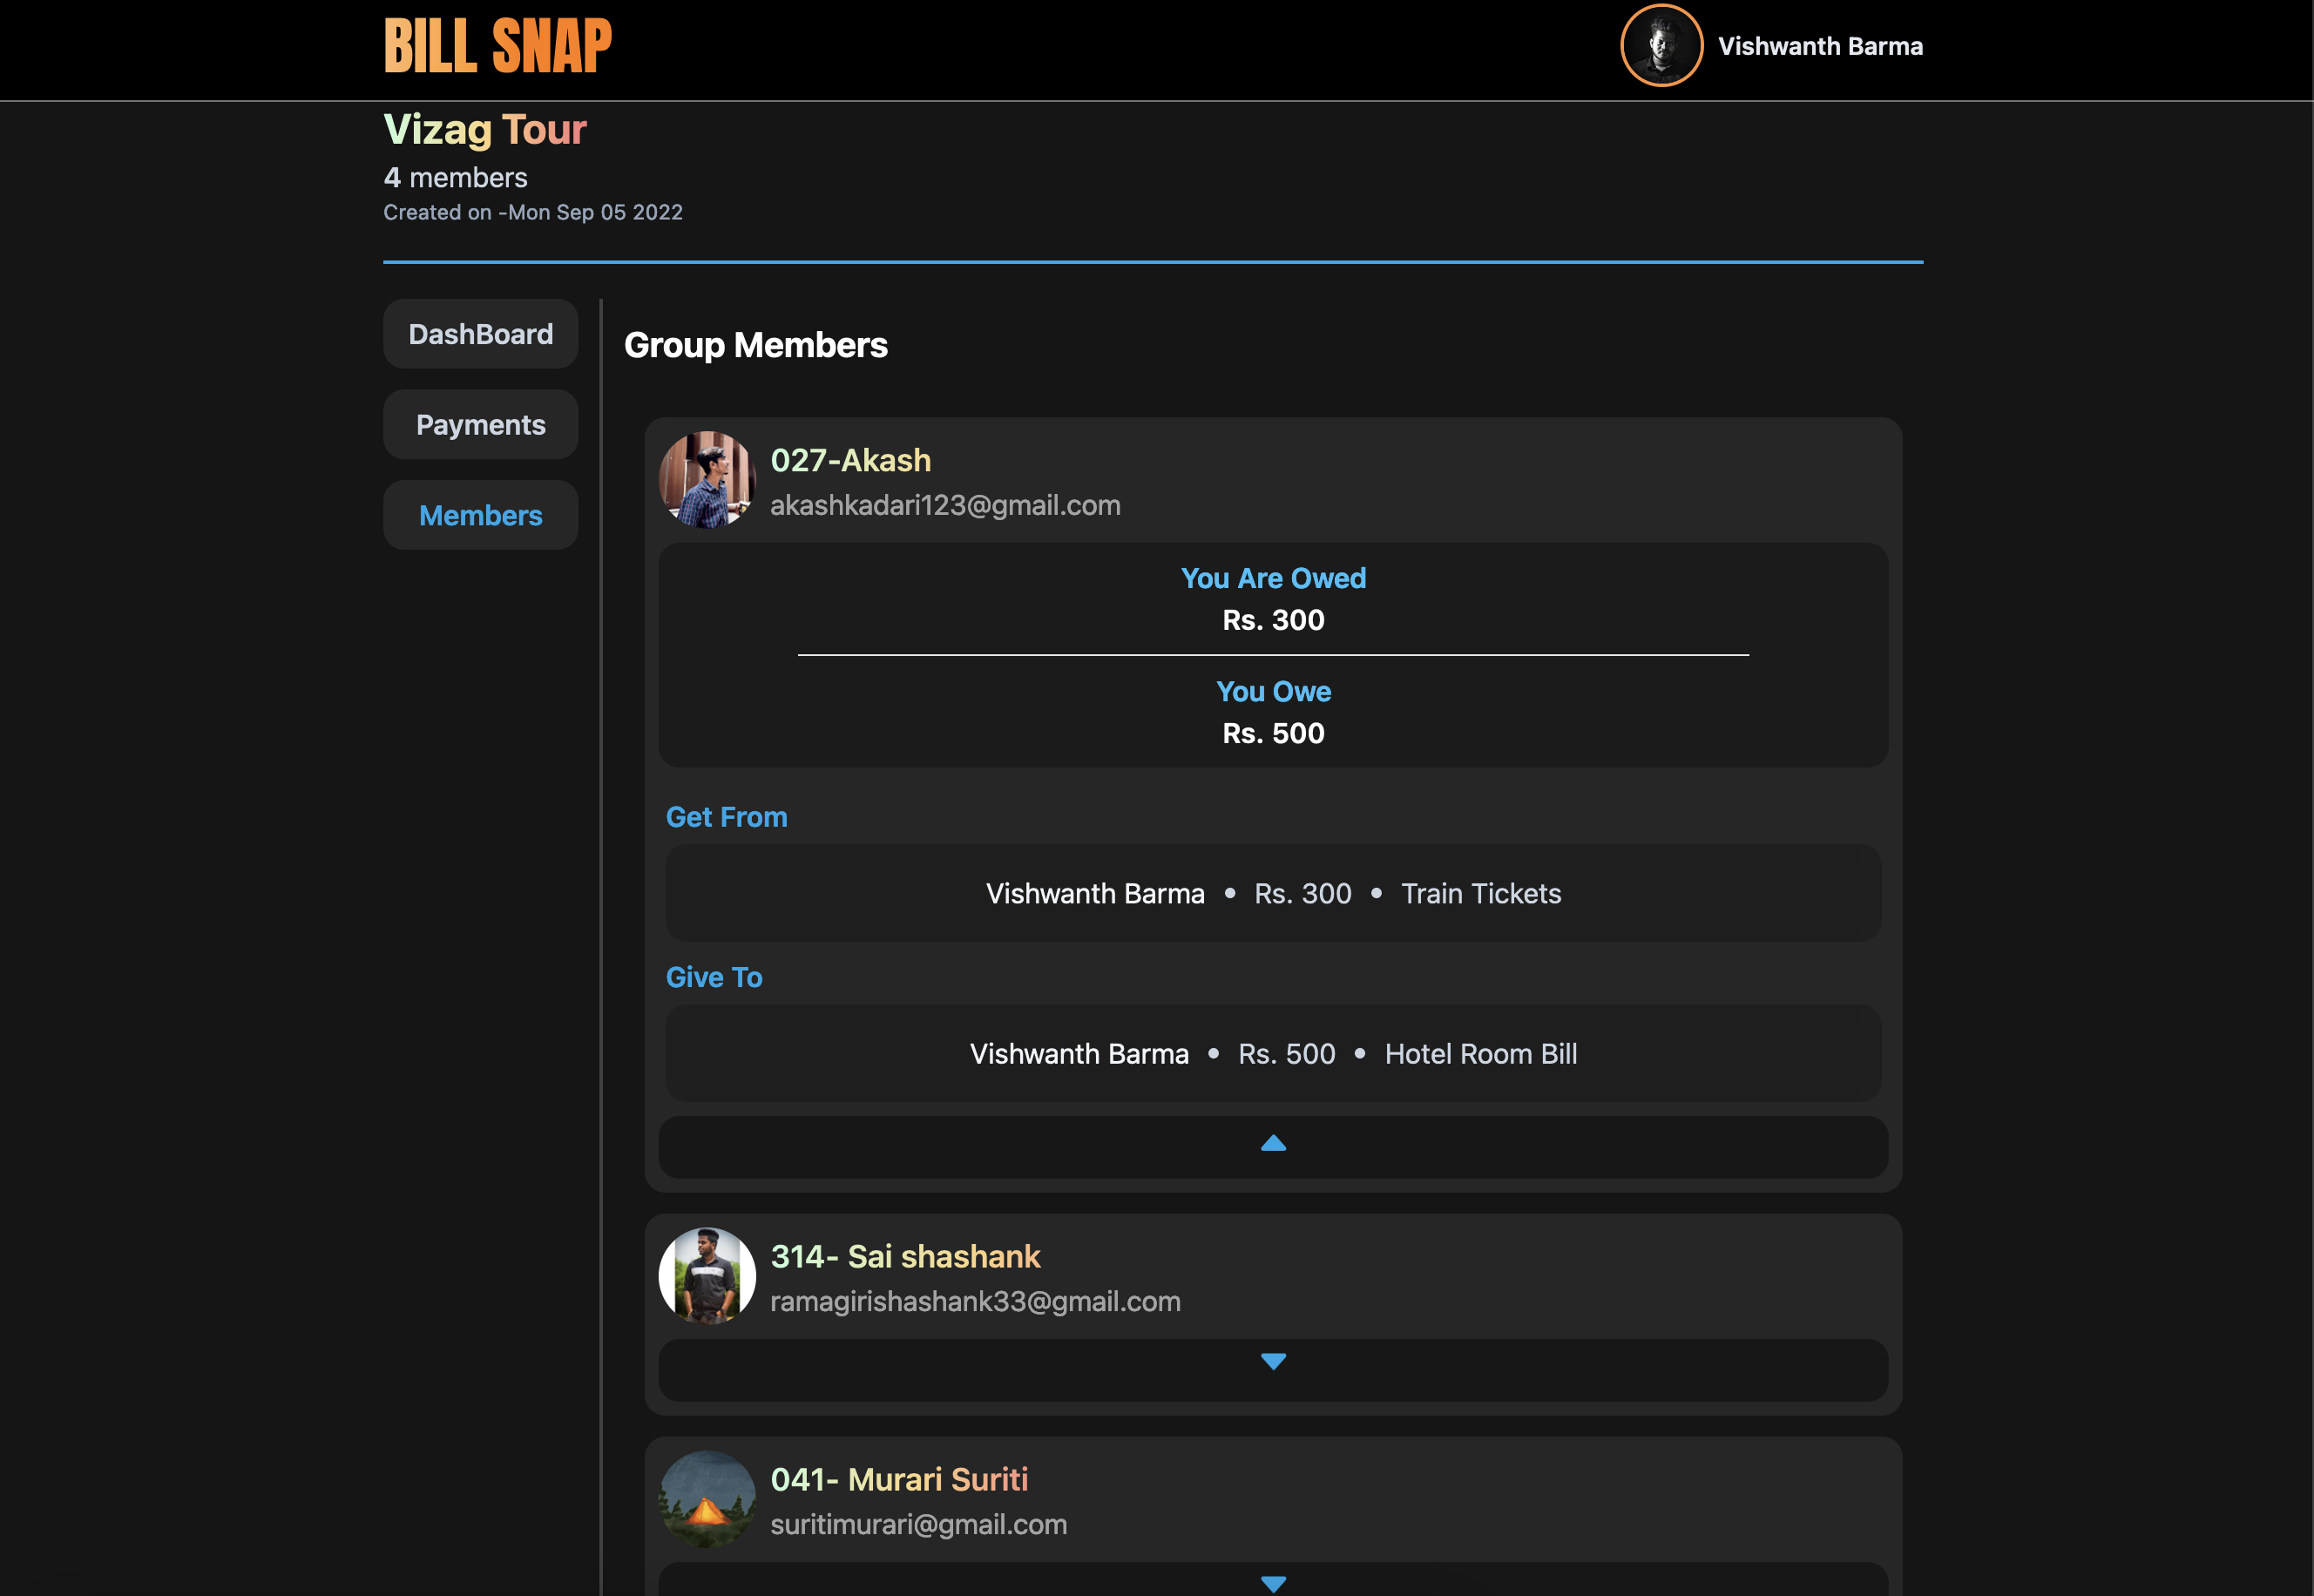 BILL SNAP
Vishwanth Barma
Vizag Tour
4 members
Created on -Mon Sep 05 2022
DashBoard
Payments
Members
Group Members
027-Akash
akashkadari123@gmail.com
You Are Owed
Rs. 300
You Owe
Rs. 500
Get From
Vishwanth Barma • Rs. 300 • Train Tickets
Give To
Vishwanth Barma • Rs. 500 • Hotel Room Bill
314- Sai shashank
ramagirishashank33@gmail.com
041- Murari Suriti
suritimurari@gmail.com